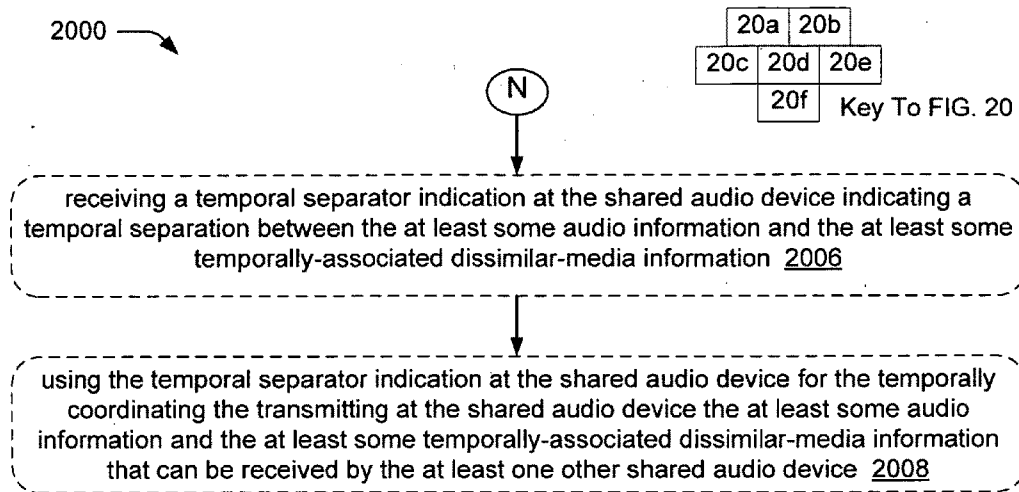 2000
20a 20b
20c 20d 20e
20f
Key To FIG. 20
N
receiving a temporal separator indication at the shared audio device indicating a
temporal separation between the at least some audio information and the at least some
temporally-associated dissimilar-media information 2006
using the temporal separator indication at the shared audio device for the temporally
coordinating the transmitting at the shared audio device the at least some audio
information and the at least some temporally-associated dissimilar-media information
that can be received by the at least one other shared audio device 2008